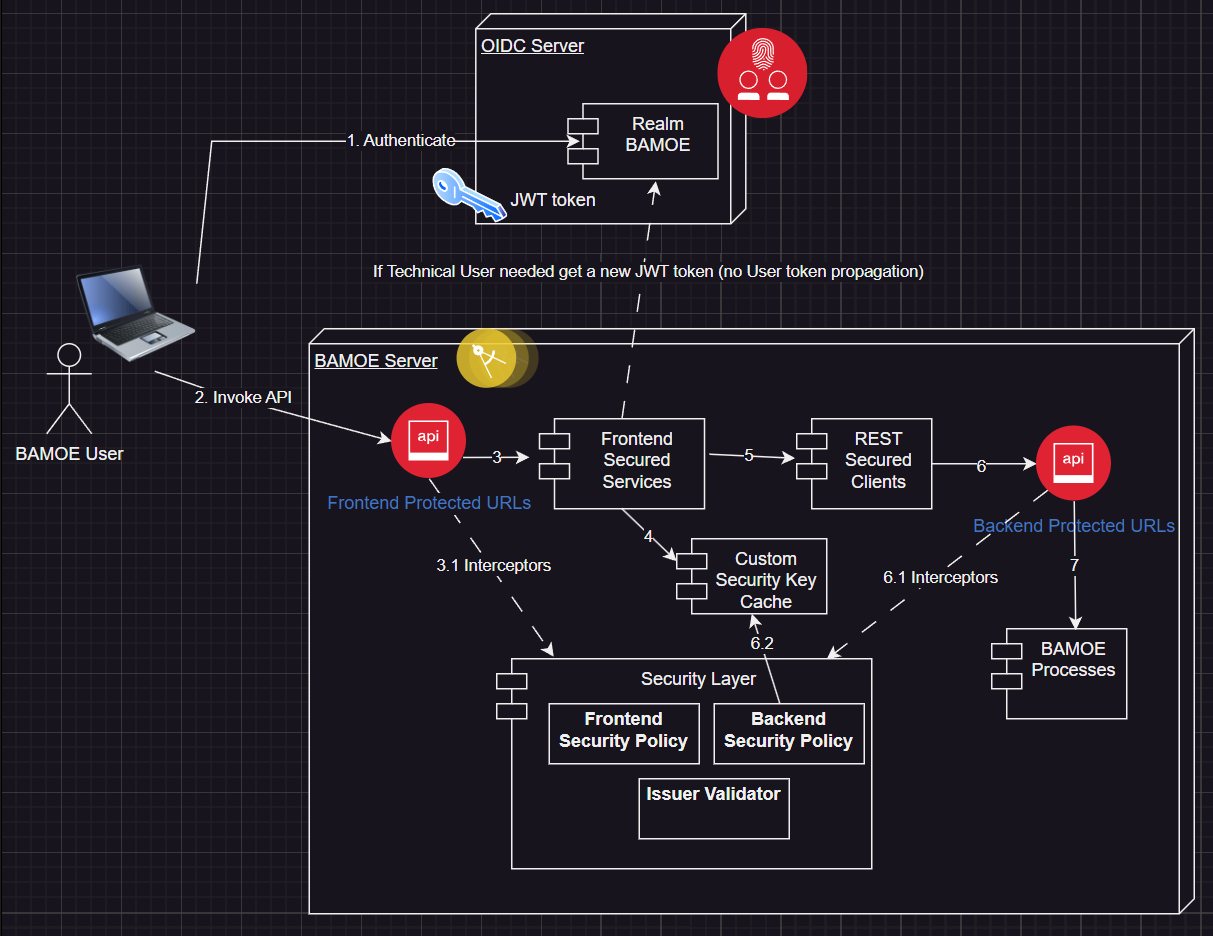 OIDC Server
Realm
BAMOE
1. Authenticate
JWT token
If Technical User needed get a new JWT token (no User token propagation)
BAMOE Server
2. Invoke API
BAMOE User
api
3
Frontend
Secured
Services
5
REST
Secured
Clients
6
api
Frontend Protected URLs
Backend Protected URLs
4
3.1 Interceptors
Custom
Security Key
Cache
6.1 Interceptors
7
6.2
BAMOE
Processes
Security Layer
Frontend
Security Policy
Backend
Security Policy
Issuer Validator